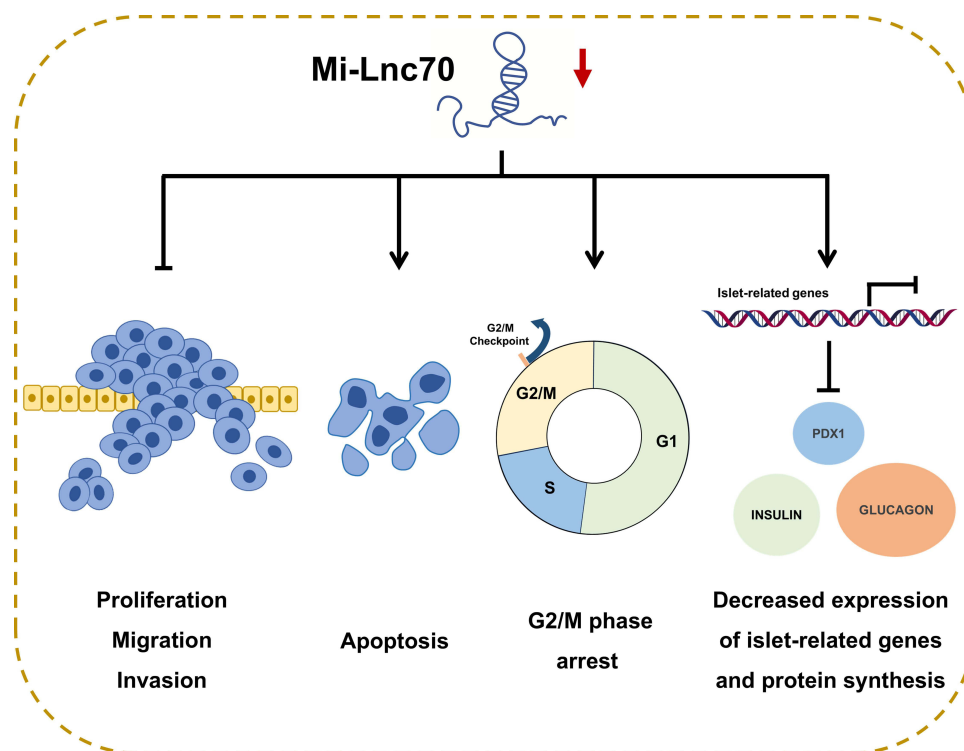 Mi-Lnc70
Islet-related genes
G2/M
Checkpoint
G2/M
G1
S
PDX1
INSULIN
GLUCAGON
Proliferation
Migration
Invasion
Apoptosis
G2/M phase
arrest
Decreased expression
of islet-related genes
and protein synthesis